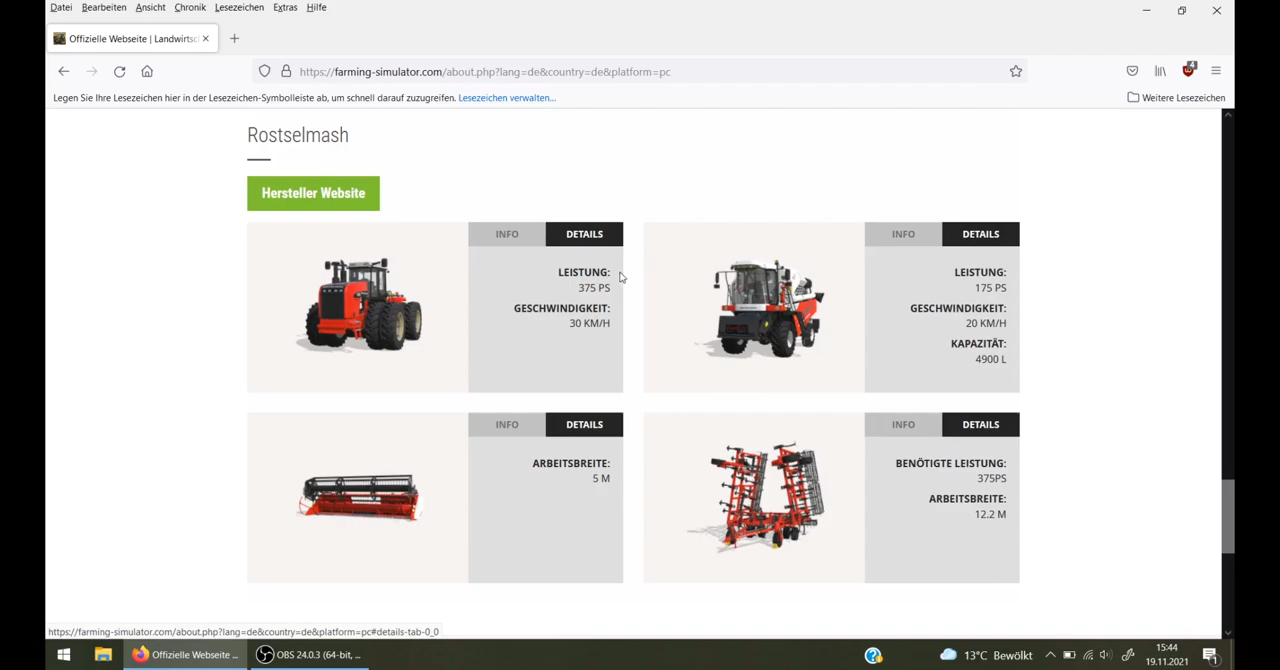 Datei Bearbeiten Ansicht Chronik Lesezeichen Extras Hilfe
Offizielle Webseite | Landwirtsc
https://farming-simulator.com/about.php?lang=de&country=de&platform=pc
4
Legen Sie Ihre Lesezeichen hier in der Lesezeichen-Symbolleiste ab, um schnell darauf zuzugreifen. Lesezeichen verwalten...
Weitere Lesezeichen
Rostselmash
Hersteller Website
INFO DETAILS
LEISTUNG:
375 PS
GESCHWINDIGKEIT:
30 KM/H
INFO DETAILS
LEISTUNG:
175 PS
GESCHWINDIGKEIT:
20 KM/H
KAPAZITÄT:
4900 L
INFO DETAILS
ARBEITSBREITE:
5 M
INFO DETAILS
BENÖTIGTE LEISTUNG:
375PS
ARBEITSBREITE:
12.2 M
https://farming-simulator.com/about.php?lang=de&country=de&platform=pc#details-tab-0_0
Offizielle Webseite ...
OBS 24.0.3 (64-bit, ...
13°C Bewölkt
15:44
19.11.2021
1